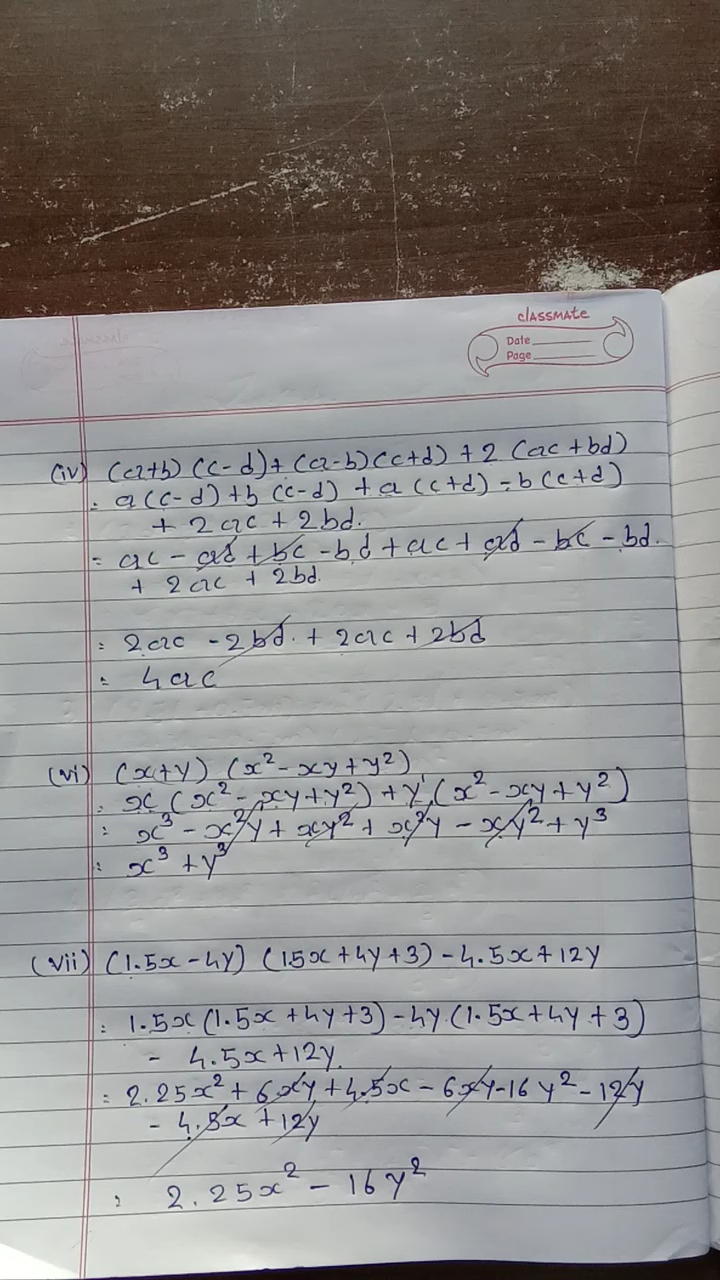 classmate
Date
Page
(iv) (a+b) (c-d)+ (a-b)(c+d) + 2 (ac +bd)
= a(c-d)+b (c-d) + a (c+d) - b(c+d)
+ 2ac + 2bd.
= ac - ad + bc - bd + ac + ad - bc - bd.
+ 2ac + 2bd.
= 2ac - 2bd. + 2ac + 2bd
= 4ac
(vi) (x+y) (x² - xy + y²)
= x (x² - xy + y²) + y (x² - xy + y²)
= x³ - x²y + xy² + x²y - xy² + y³
= x³ + y³
(vii) (1.5x - 4y) (15x + 4y + 3) - 4.5x + 12y
= 1.5x (1.5x + 4y + 3) - 4y (1.5x + 4y + 3)
- 4.5x + 12y.
= 2.25x² + 6xy + 4.5x - 6xy - 16y² - 12y
- 4.5x + 12y
= 2.25x² - 16y²